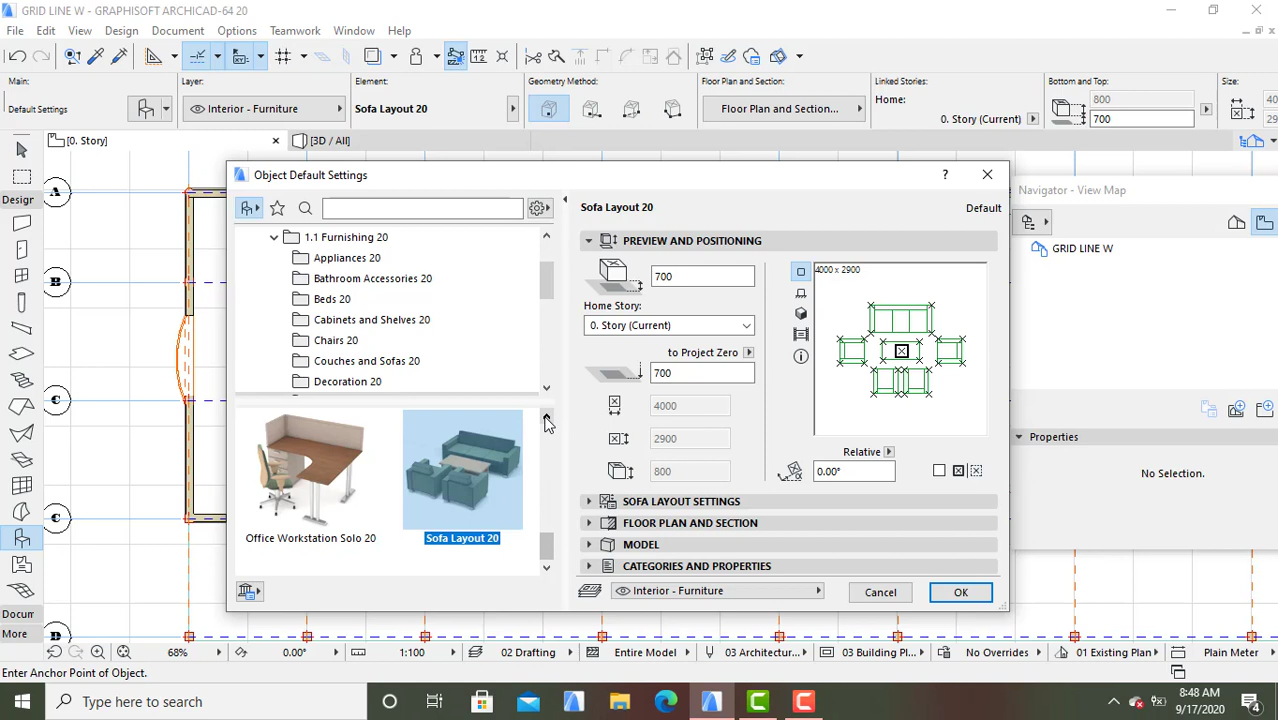 GRID LINE W - GRAPHISOFT ARCHICAD-64 20
File Edit View Design Document Options Teamwork Window Help
Main: Layer: Element: Geometry Method: Floor Plan and Section: Linked Stories: Bottom and Top: Size:
Default Settings Interior - Furniture Sofa Layout 20 Floor Plan and Section... Home: 800
0. Story (Current) 700
[0. Story] [3D / All]
Object Default Settings
Navigator - View Map
Design
A
B
C
C
D
Docum
More
GRID LINE W
Properties
No Selection.
1.1 Furnishing 20
Appliances 20
Bathroom Accessories 20
Beds 20
Cabinets and Shelves 20
Chairs 20
Couches and Sofas 20
Decoration 20
Office Workstation Solo 20
Sofa Layout 20
Sofa Layout 20 Default
PREVIEW AND POSITIONING
700
4000 x 2900
Home Story:
0. Story (Current)
to Project Zero
700
4000
2900
800
Relative
0.00°
SOFA LAYOUT SETTINGS
FLOOR PLAN AND SECTION
MODEL
CATEGORIES AND PROPERTIES
Interior - Furniture
Cancel OK
68% 0.00° 1:100 02 Drafting Entire Model 03 Architectur... 03 Building Pl... No Overrides 01 Existing Plan Plain Meter
Enter Anchor Point of Object.
Type here to search
8:48 AM
9/17/2020
4